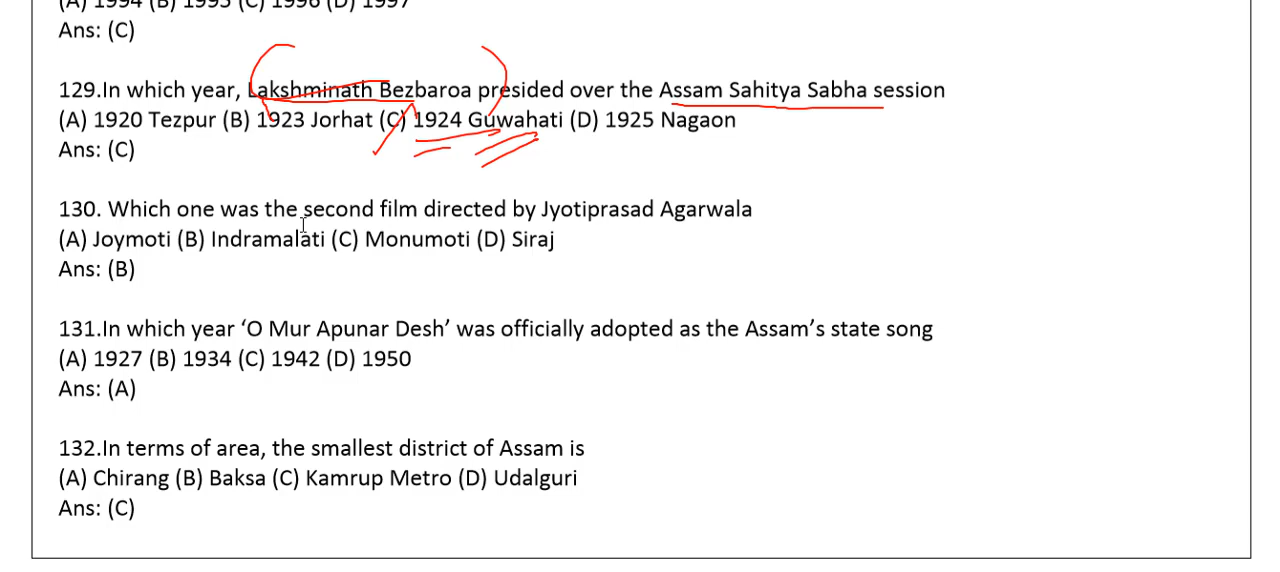 (A) 1994 (B) 1995 (C) 1996 (D) 1997
Ans: (C)
129.In which year, Lakshminath Bezbaroa presided over the Assam Sahitya Sabha session
(A) 1920 Tezpur (B) 1923 Jorhat (C) 1924 Guwahati (D) 1925 Nagaon
Ans: (C)
130. Which one was the second film directed by Jyotiprasad Agarwala
(A) Joymoti (B) Indramalati (C) Monumoti (D) Siraj
Ans: (B)
131.In which year ‘O Mur Apunar Desh’ was officially adopted as the Assam’s state song
(A) 1927 (B) 1934 (C) 1942 (D) 1950
Ans: (A)
132.In terms of area, the smallest district of Assam is
(A) Chirang (B) Baksa (C) Kamrup Metro (D) Udalguri
Ans: (C)